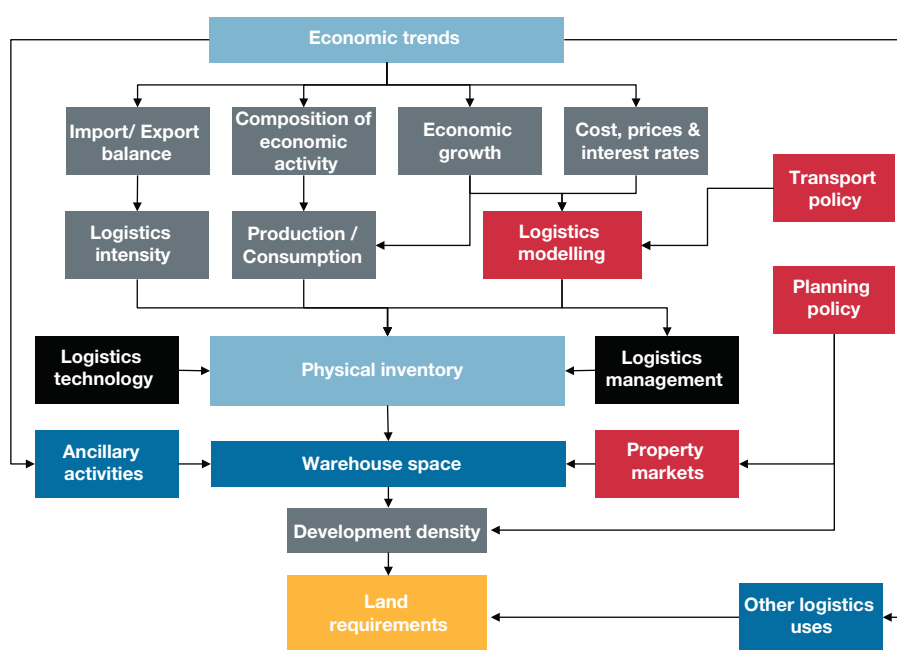 Economic trends
Import/ Export
balance
Composition of
economic
activity
Economic
growth
Cost, prices &
interest rates
Transport
policy
Logistics
intensity
Production /
Consumption
Logistics
modelling
Planning
policy
Logistics
technology
Physical inventory
Logistics
management
Ancillary
activities
Warehouse space
Property
markets
Development density
Land
requirements
Other logistics
uses